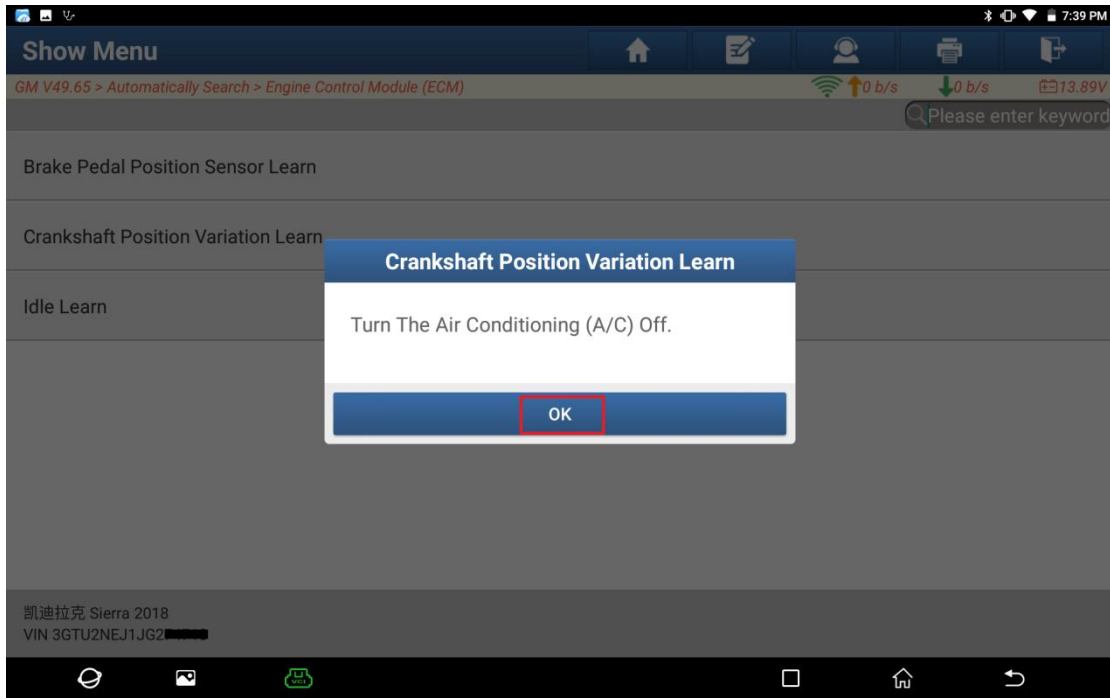 7:39 PM
Show Menu
GM V49.65 > Automatically Search > Engine Control Module (ECM)
0 b/s
0 b/s
13.89V
Please enter keyword
Brake Pedal Position Sensor Learn
Crankshaft Position Variation Learn
Crankshaft Position Variation Learn
Idle Learn
Turn The Air Conditioning (A/C) Off.
OK
凯迪拉克 Sierra 2018
VIN 3GTU2NEJ1JG2
VCI